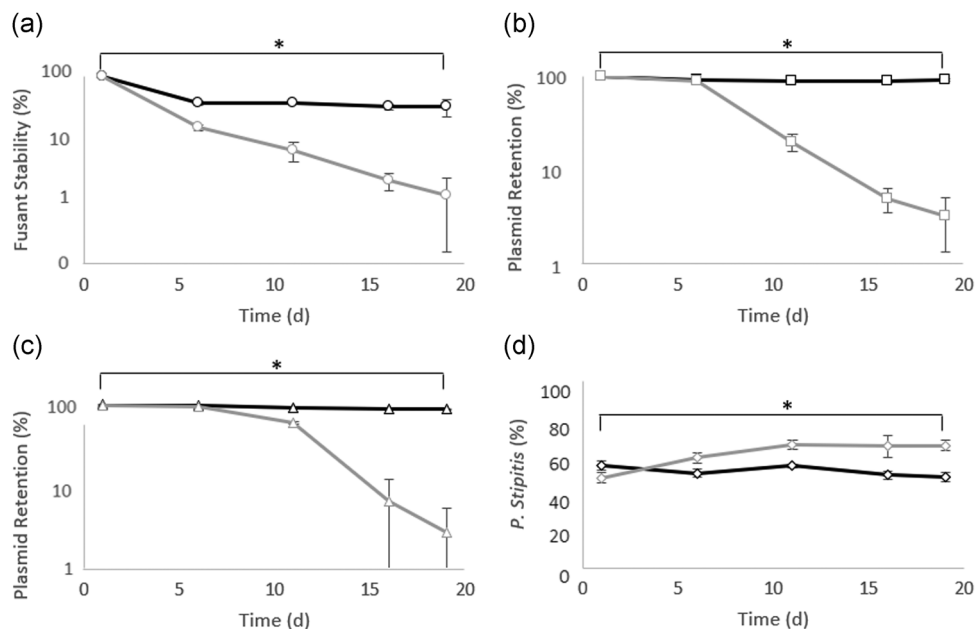 (a)
*
Fusant Stability (%)
100
10
1
0
0 5 10 15 20
Time (d)
(b)
*
Plasmid Retention (%)
100
10
1
0 5 10 15 20
Time (d)
(c)
*
Plasmid Retention (%)
100
10
1
0 5 10 15 20
Time (d)
(d)
*
P. Stipitis (%)
100
80
60
40
20
0
0 5 10 15 20
Time (d)